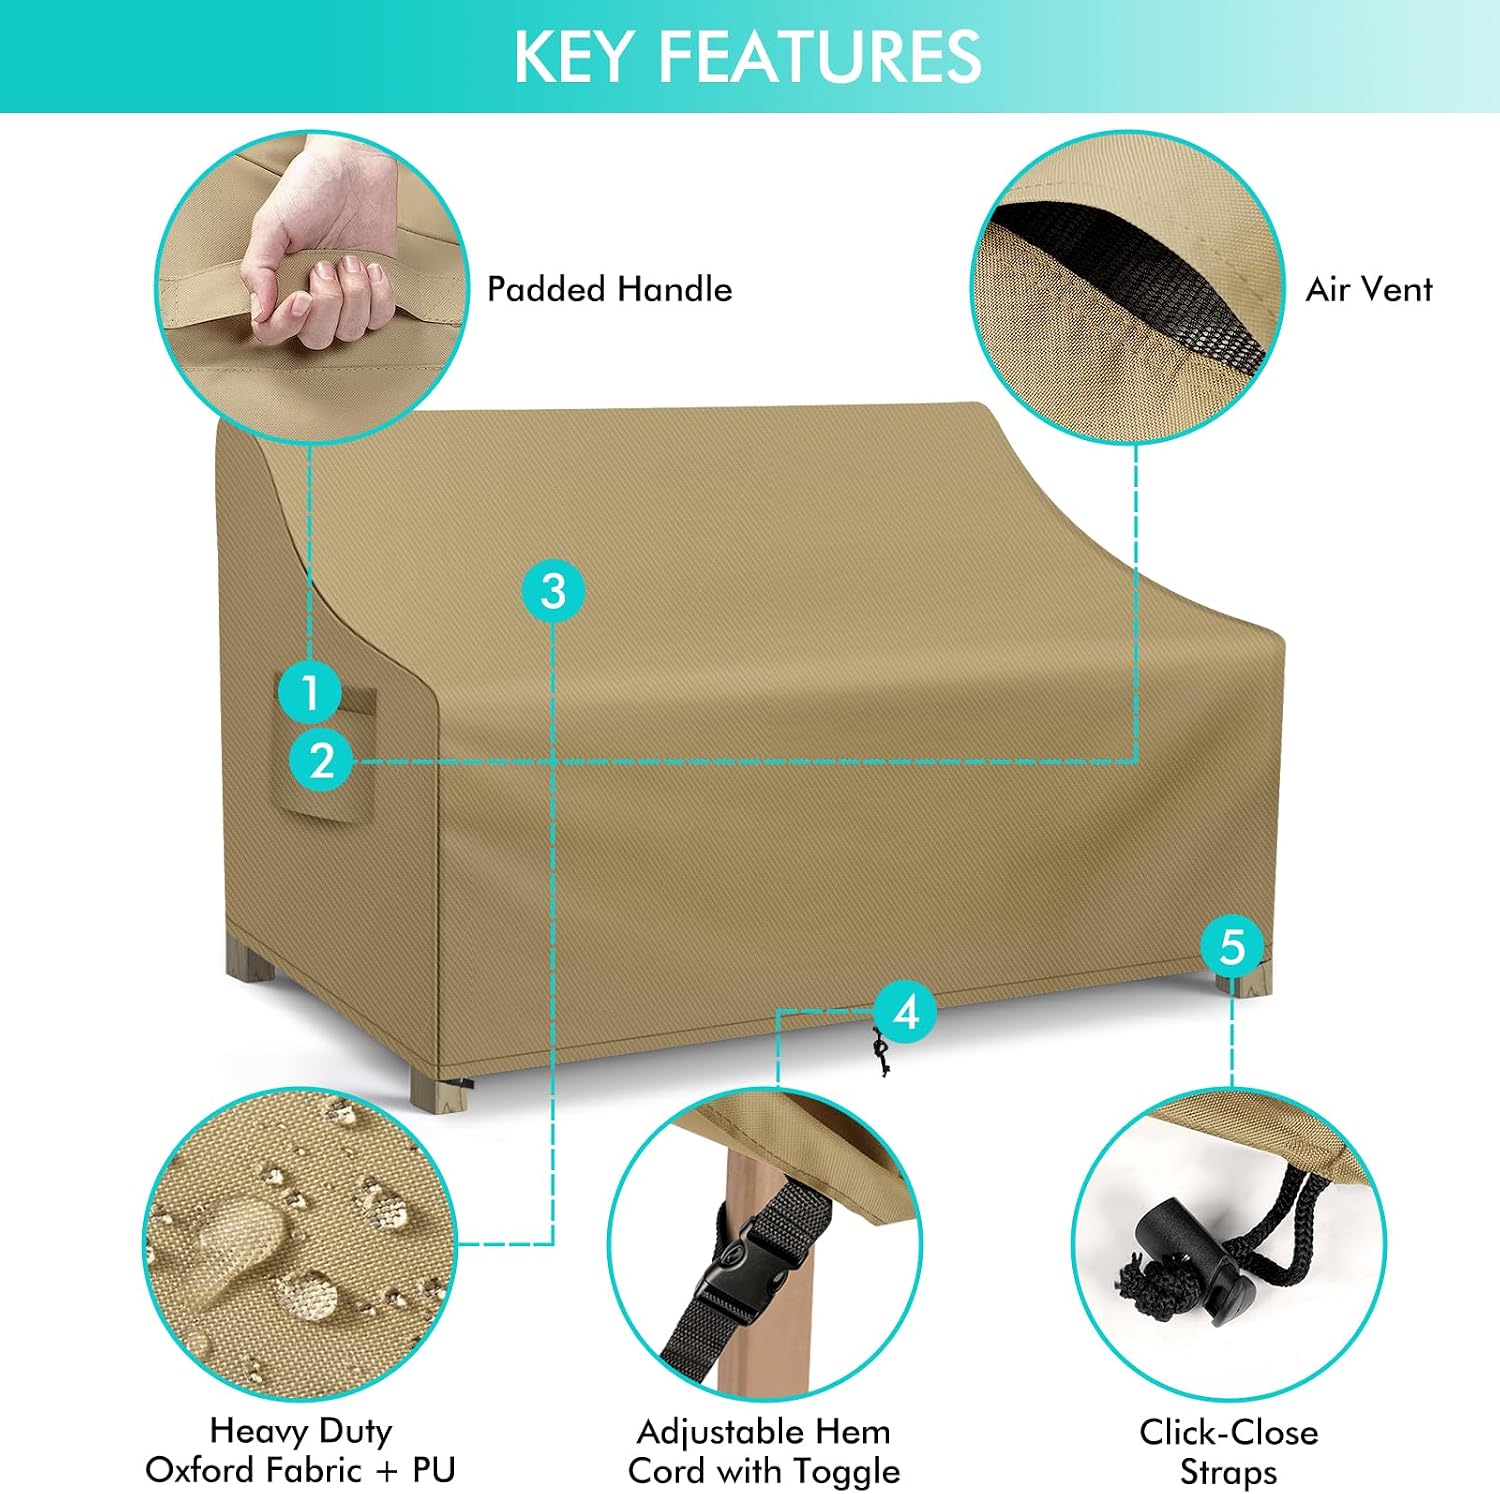 KEY FEATURES
Padded Handle
Air Vent
3
1
2
5
4
Heavy Duty
Oxford Fabric + PU
Adjustable Hem
Cord with Toggle
Click-Close
Straps